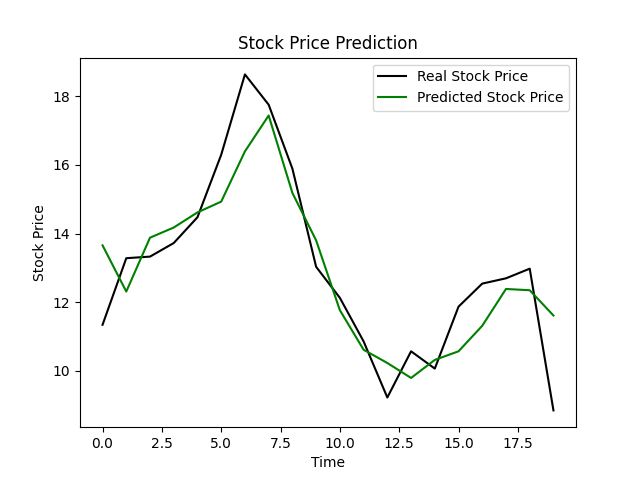 Stock Price Prediction
Real Stock Price
Predicted Stock Price
Stock Price
18
16
14
12
10
0.0 2.5 5.0 7.5 10.0 12.5 15.0 17.5
Time